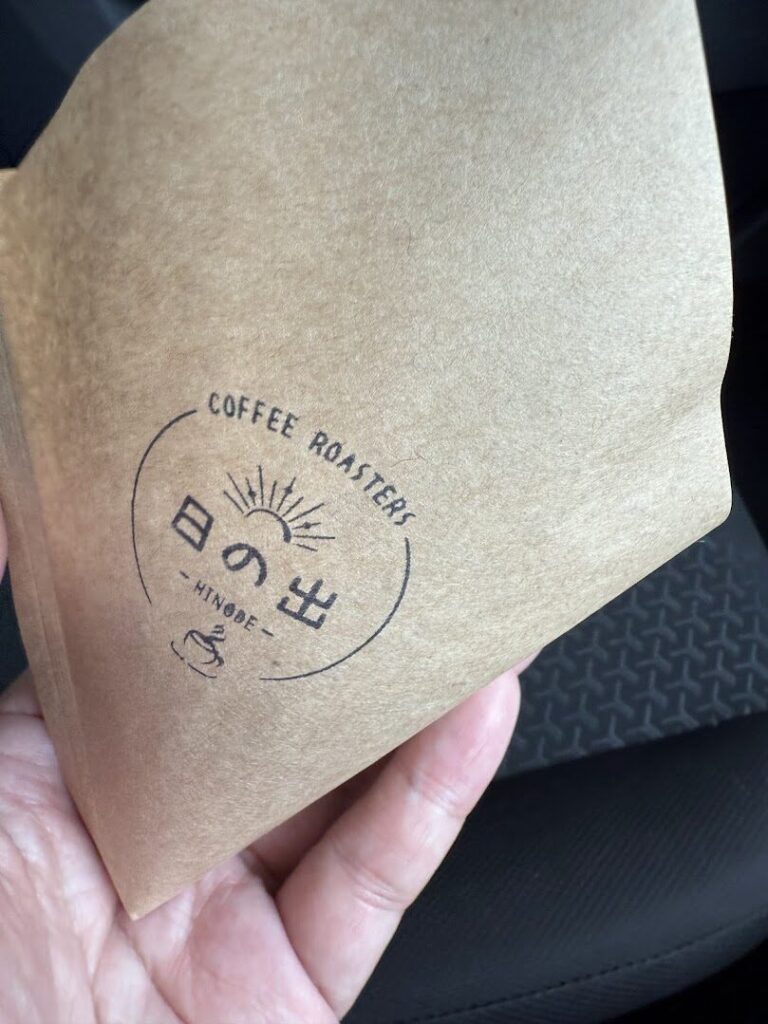 COFFEE ROASTERS
日の出
-HINODE-